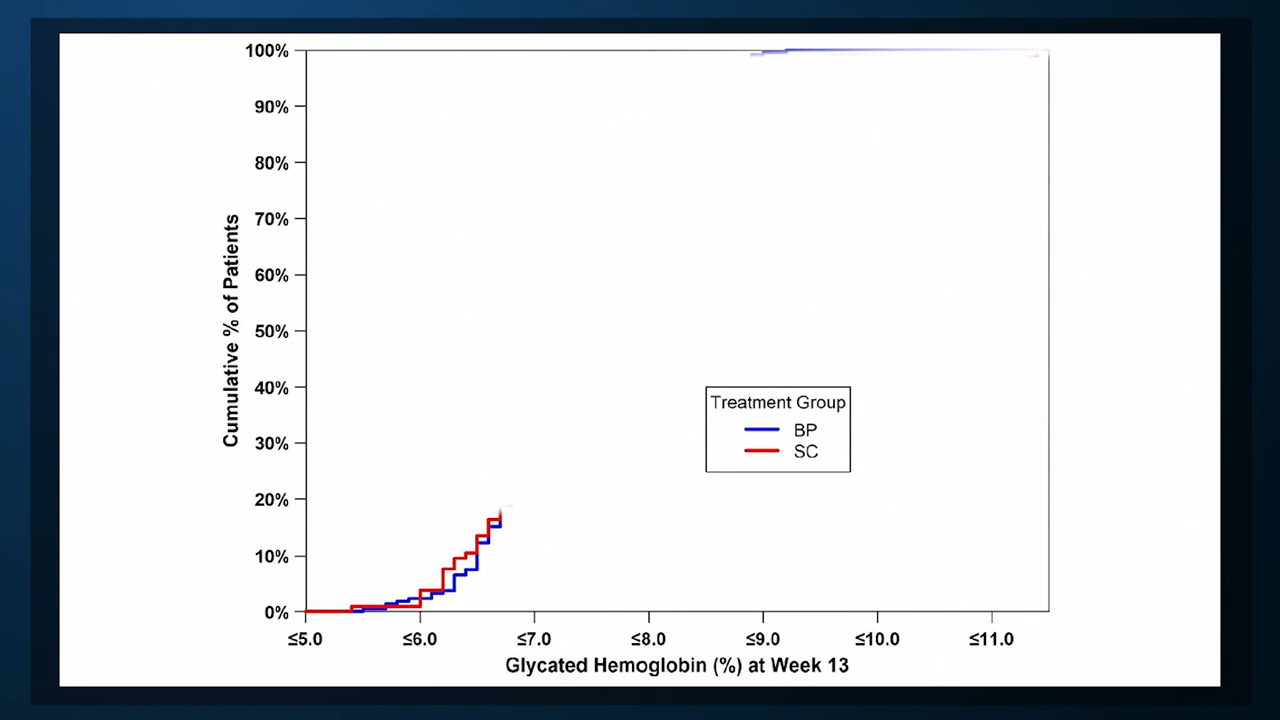 100%
90%
80%
70%
60%
50%
40%
30%
20%
10%
0%
Cumulative % of Patients
Treatment Group
BP
SC
≤5.0 ≤6.0 ≤7.0 ≤8.0 ≤9.0 ≤10.0 ≤11.0
Glycated Hemoglobin (%) at Week 13